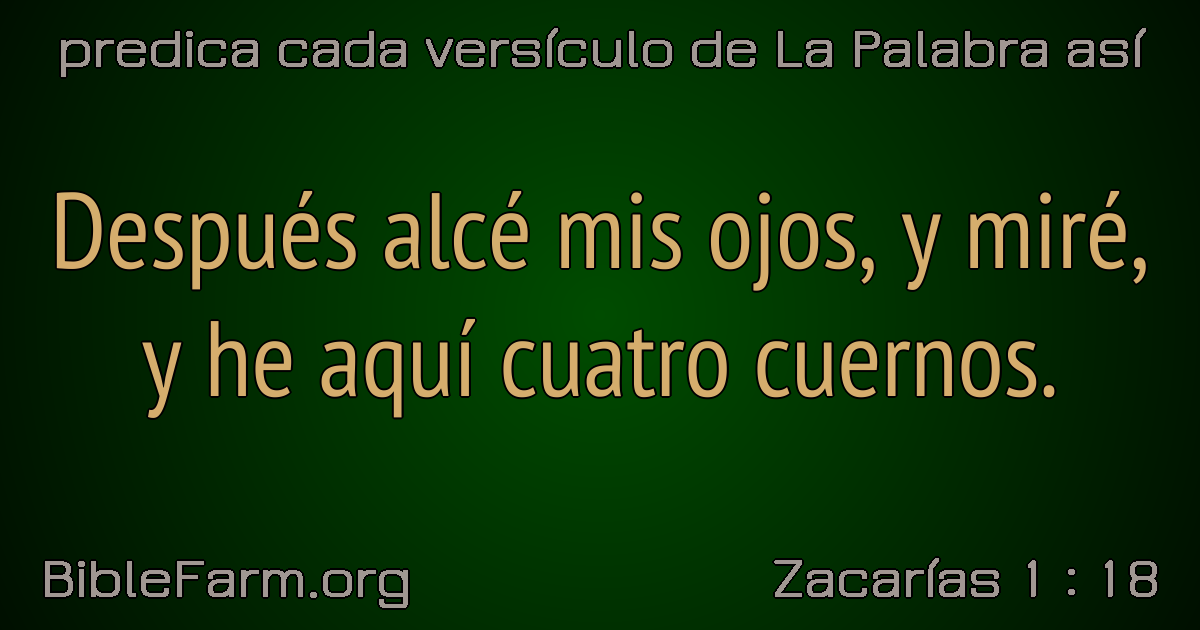 predica cada versículo de La Palabra así
Después alcé mis ojos, y miré,
y he aquí cuatro cuernos.
BibleFarm.org
Zacarías 1 : 18